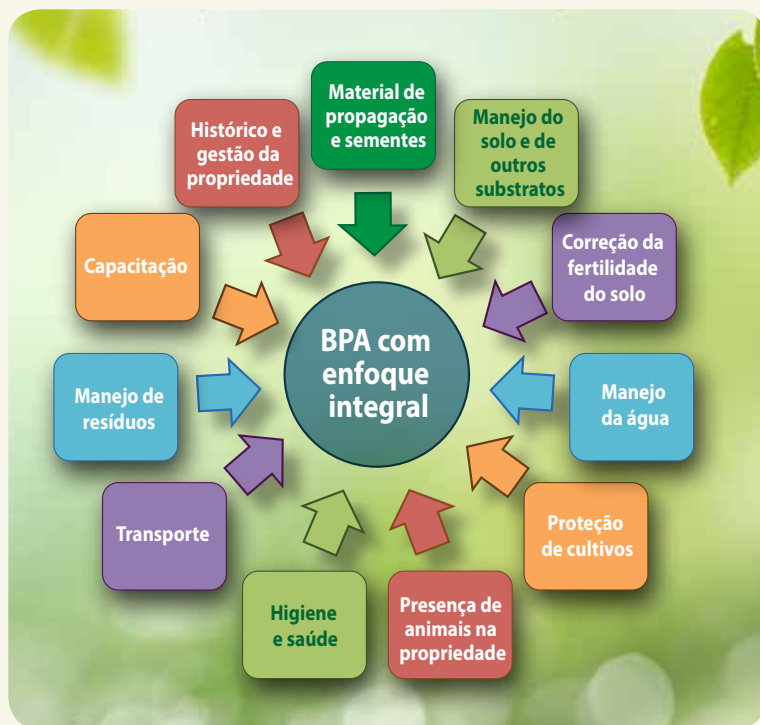 Material de
propagação
e sementes
Manejo do
solo e de
outros
substratos
Correção da
fertilidade
do solo
Manejo
da água
Proteção
de cultivos
Presença de
animais na
propriedade
Higiene
e saúde
Transporte
Manejo de
resíduos
Capacitação
Histórico e
gestão da
propriedade
BPA com
enfoque
integral